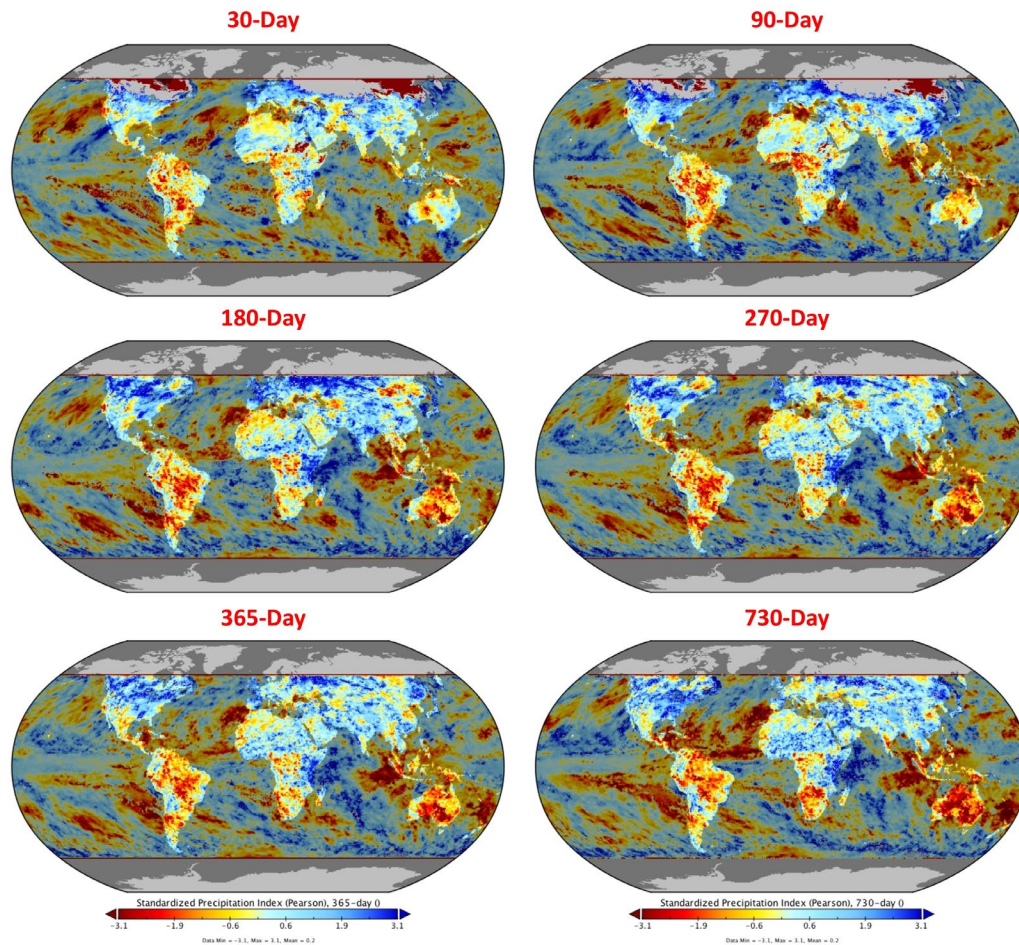 30-Day
90-Day
180-Day
270-Day
365-Day
730-Day
Standardized Precipitation Index (Pearson), 365-day ()
-3.1 -1.9 -0.6 0.6 1.9 3.1
Data Min = -3.1, Max = 3.1, Mean = 0.2
Standardized Precipitation Index (Pearson), 730-day ()
-3.1 -1.9 -0.6 0.6 1.9 3.1
Data Min = -3.1, Max = 3.1, Mean = 0.2